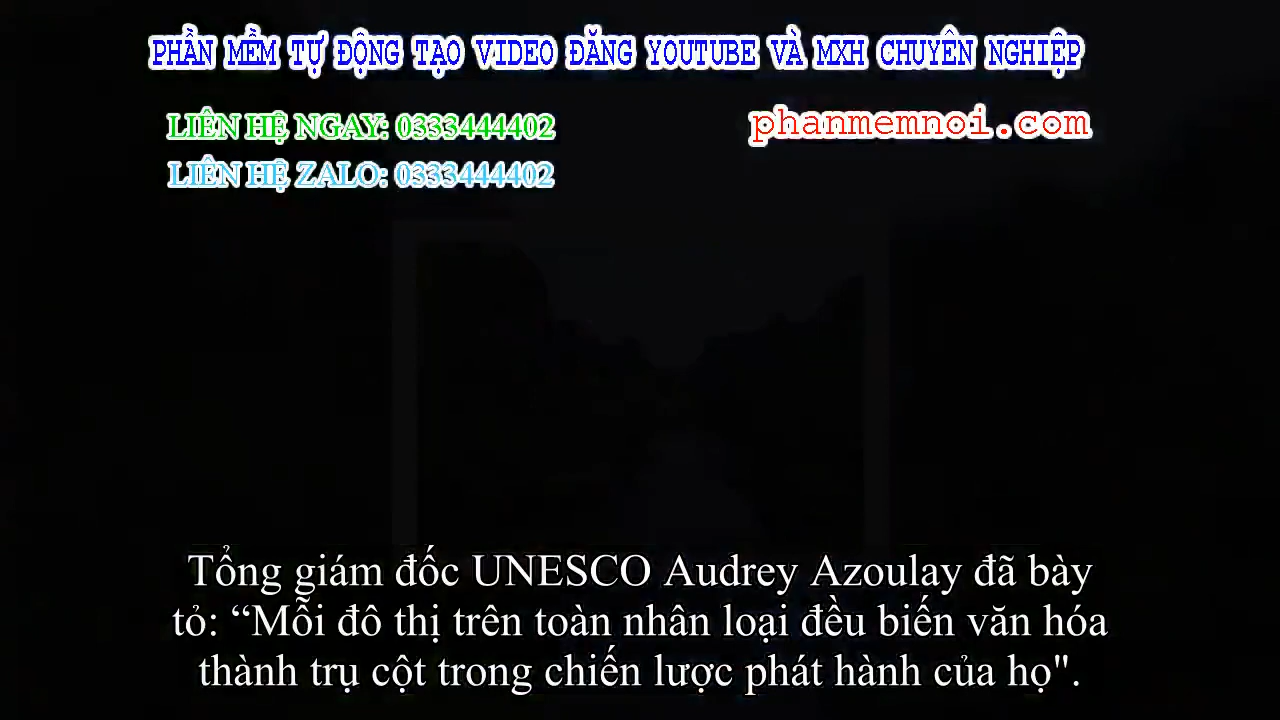 PHẦN MỀM TỰ ĐỘNG TẠO VIDEO ĐĂNG YOUTUBE VÀ MXH CHUYÊN NGHIỆP
LIÊN HỆ NGAY: 0333444402
phanmemnoi.com
LIÊN HỆ ZALO: 0333444402
Tổng giám đốc UNESCO Audrey Azoulay đã bày
tỏ: “Mỗi đô thị trên toàn nhân loại đều biến văn hóa
thành trụ cột trong chiến lược phát hành của họ".